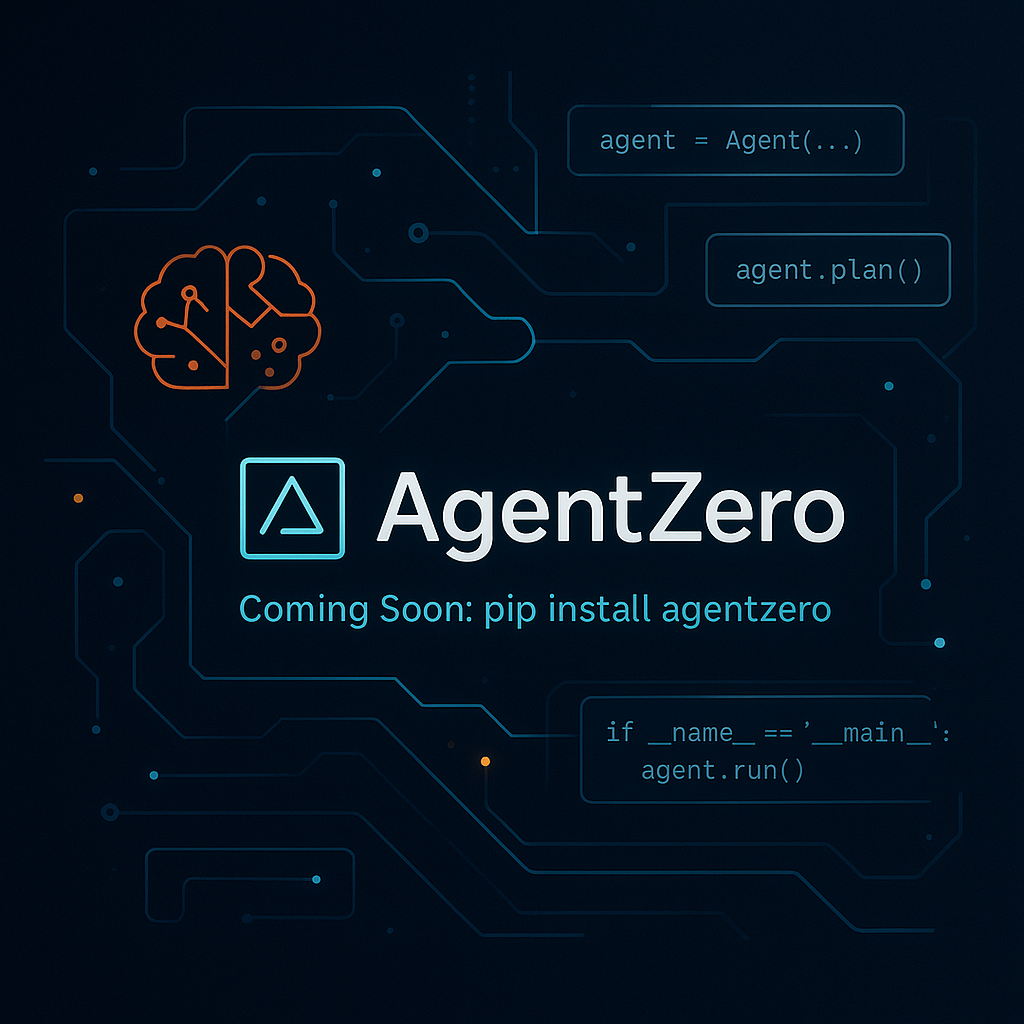 agent = Agent(...)
agent.plan()
AgentZero
Coming Soon: pip install agentzero
if __name__ == '__main__':
agent.run()